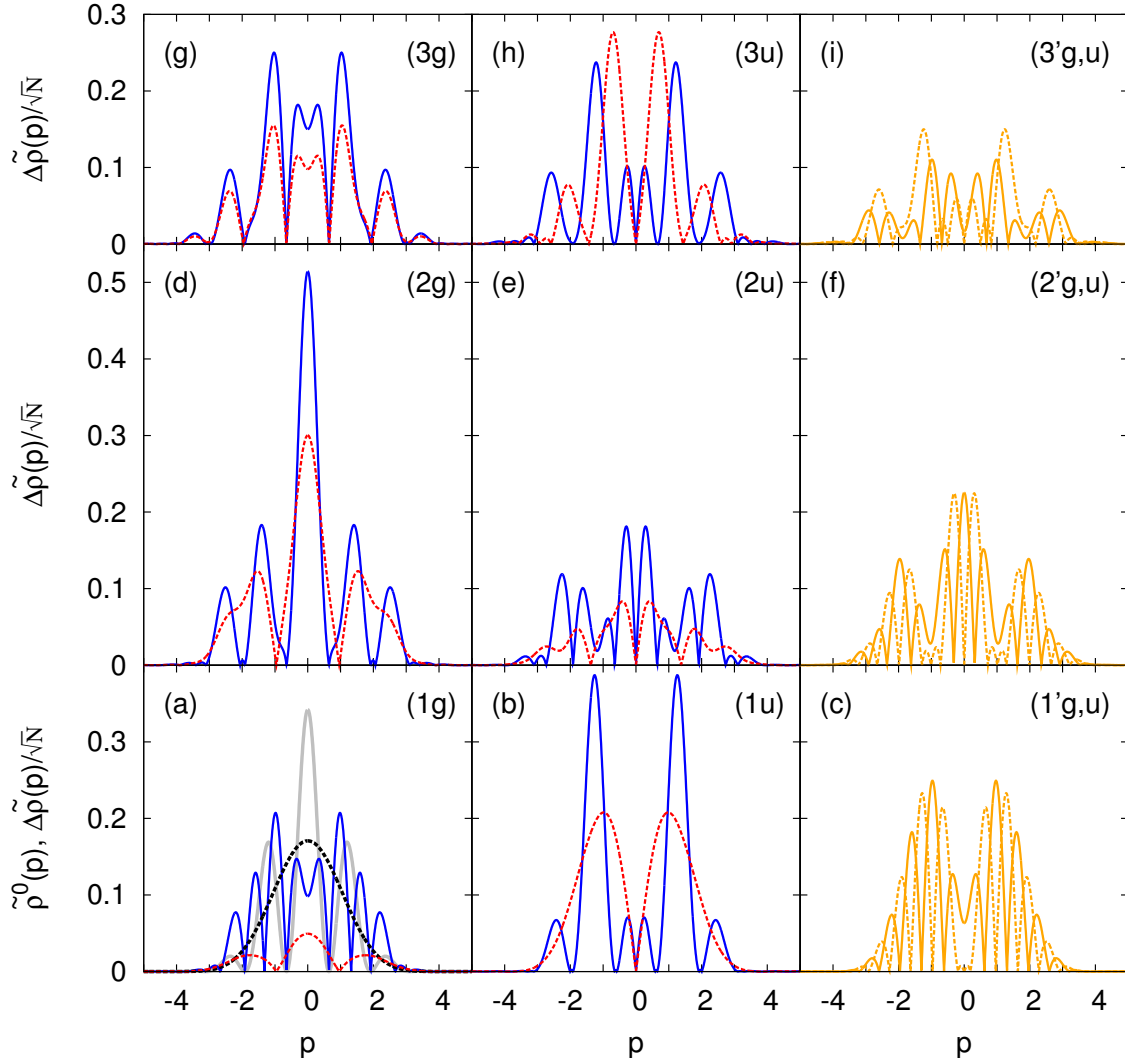 0.3
(g) (3g) (h) (3u) (i) (3'g,u)
0.2
Δρ̃(p)/√N
0.1
0
(d) (2g) (e) (2u) (f) (2'g,u)
0.5
0.4
Δρ̃(p)/√N
0.3
0.2
0.1
0
(a) (1g) (b) (1u) (c) (1'g,u)
0.3
ρ̃⁰(p), Δρ̃(p)/√N
0.2
0.1
0
-4 -2 0 2 4 -4 -2 0 2 4 -4 -2 0 2 4
p p p